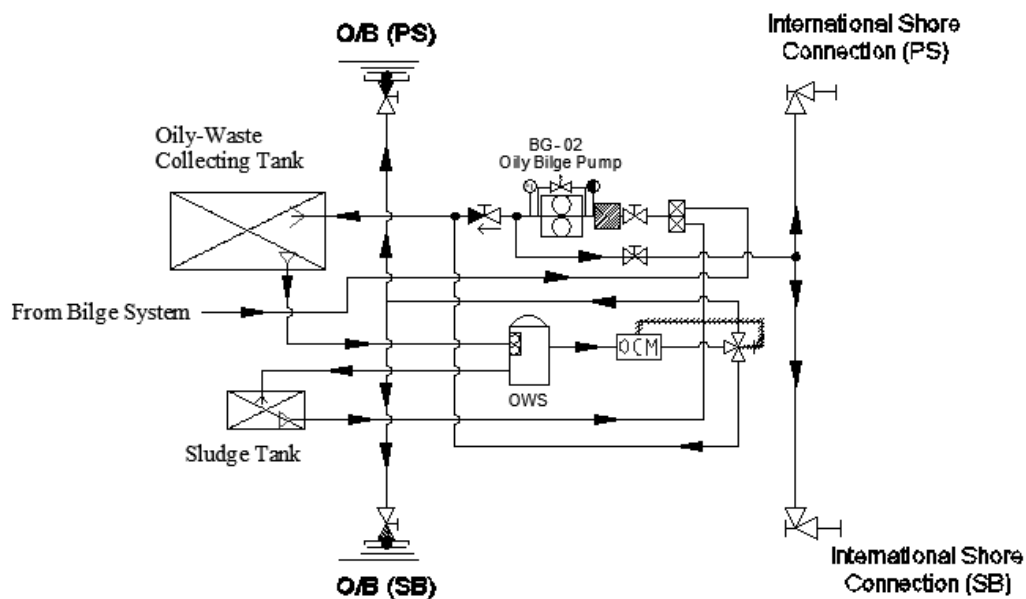 O/B (PS)
International Shore
Connection (PS)
Oily-Waste
Collecting Tank
BG-02
Oily Bilge Pump
From Bilge System
OCM
OWS
Sludge Tank
O/B (SB)
International Shore
Connection (SB)